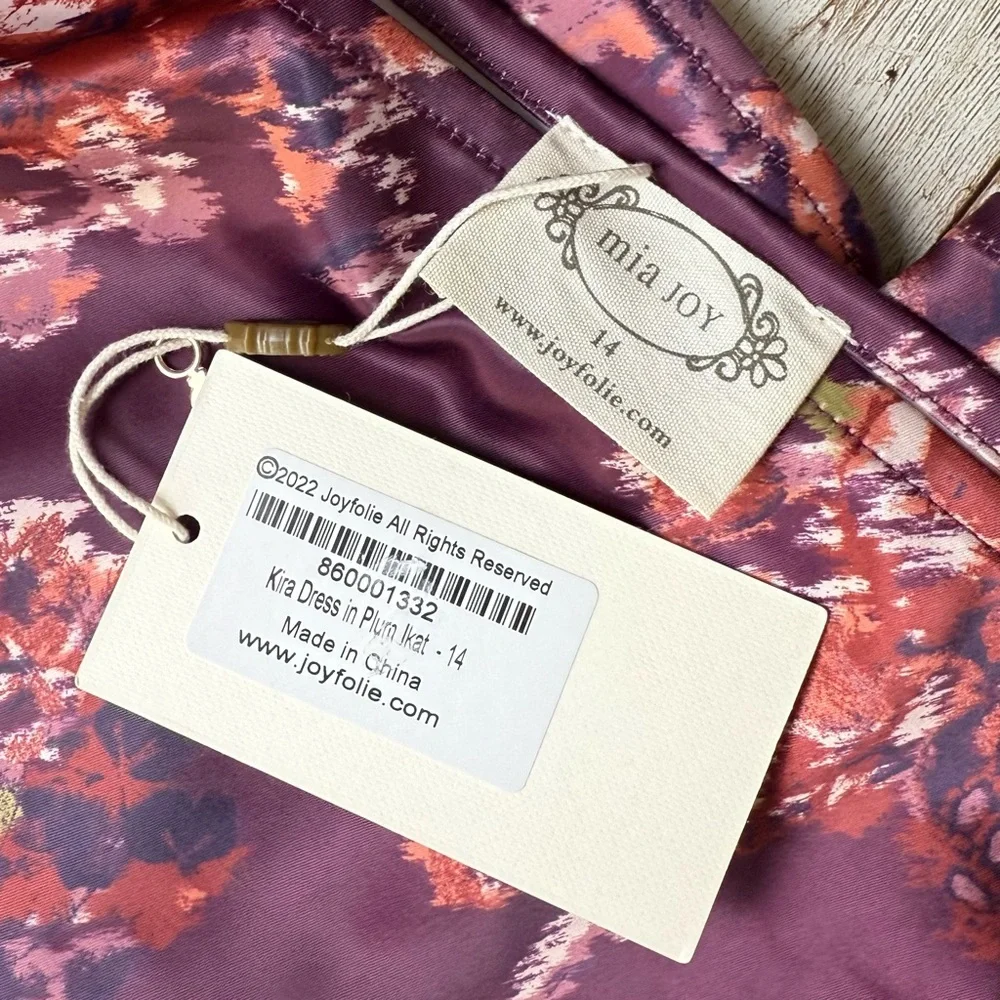 mia JOY
14
www.joyfolie.com
©2022 Joyfolie All Rights Reserved
860001332
Kira Dress in Plum Ikat - 14
Made in China
www.joyfolie.com